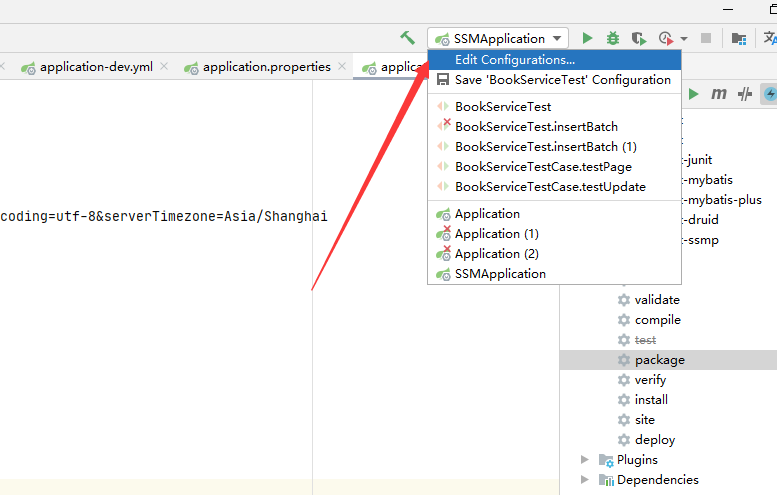 SSMApplication
application-dev.yml
application.properties
applic
Edit Configurations...
Save 'BookServiceTest' Configuration
BookServiceTest
BookServiceTest.insertBatch
BookServiceTest.insertBatch (1)
BookServiceTestCase.testPage
BookServiceTestCase.testUpdate
Application
Application (1)
Application (2)
SSMApplication
m
t-junit
t-mybatis
t-mybatis-plus
t-druid
t-ssmp
coding=utf-8&serverTimezone=Asia/Shanghai
validate
compile
test
package
verify
install
site
deploy
Plugins
Dependencies